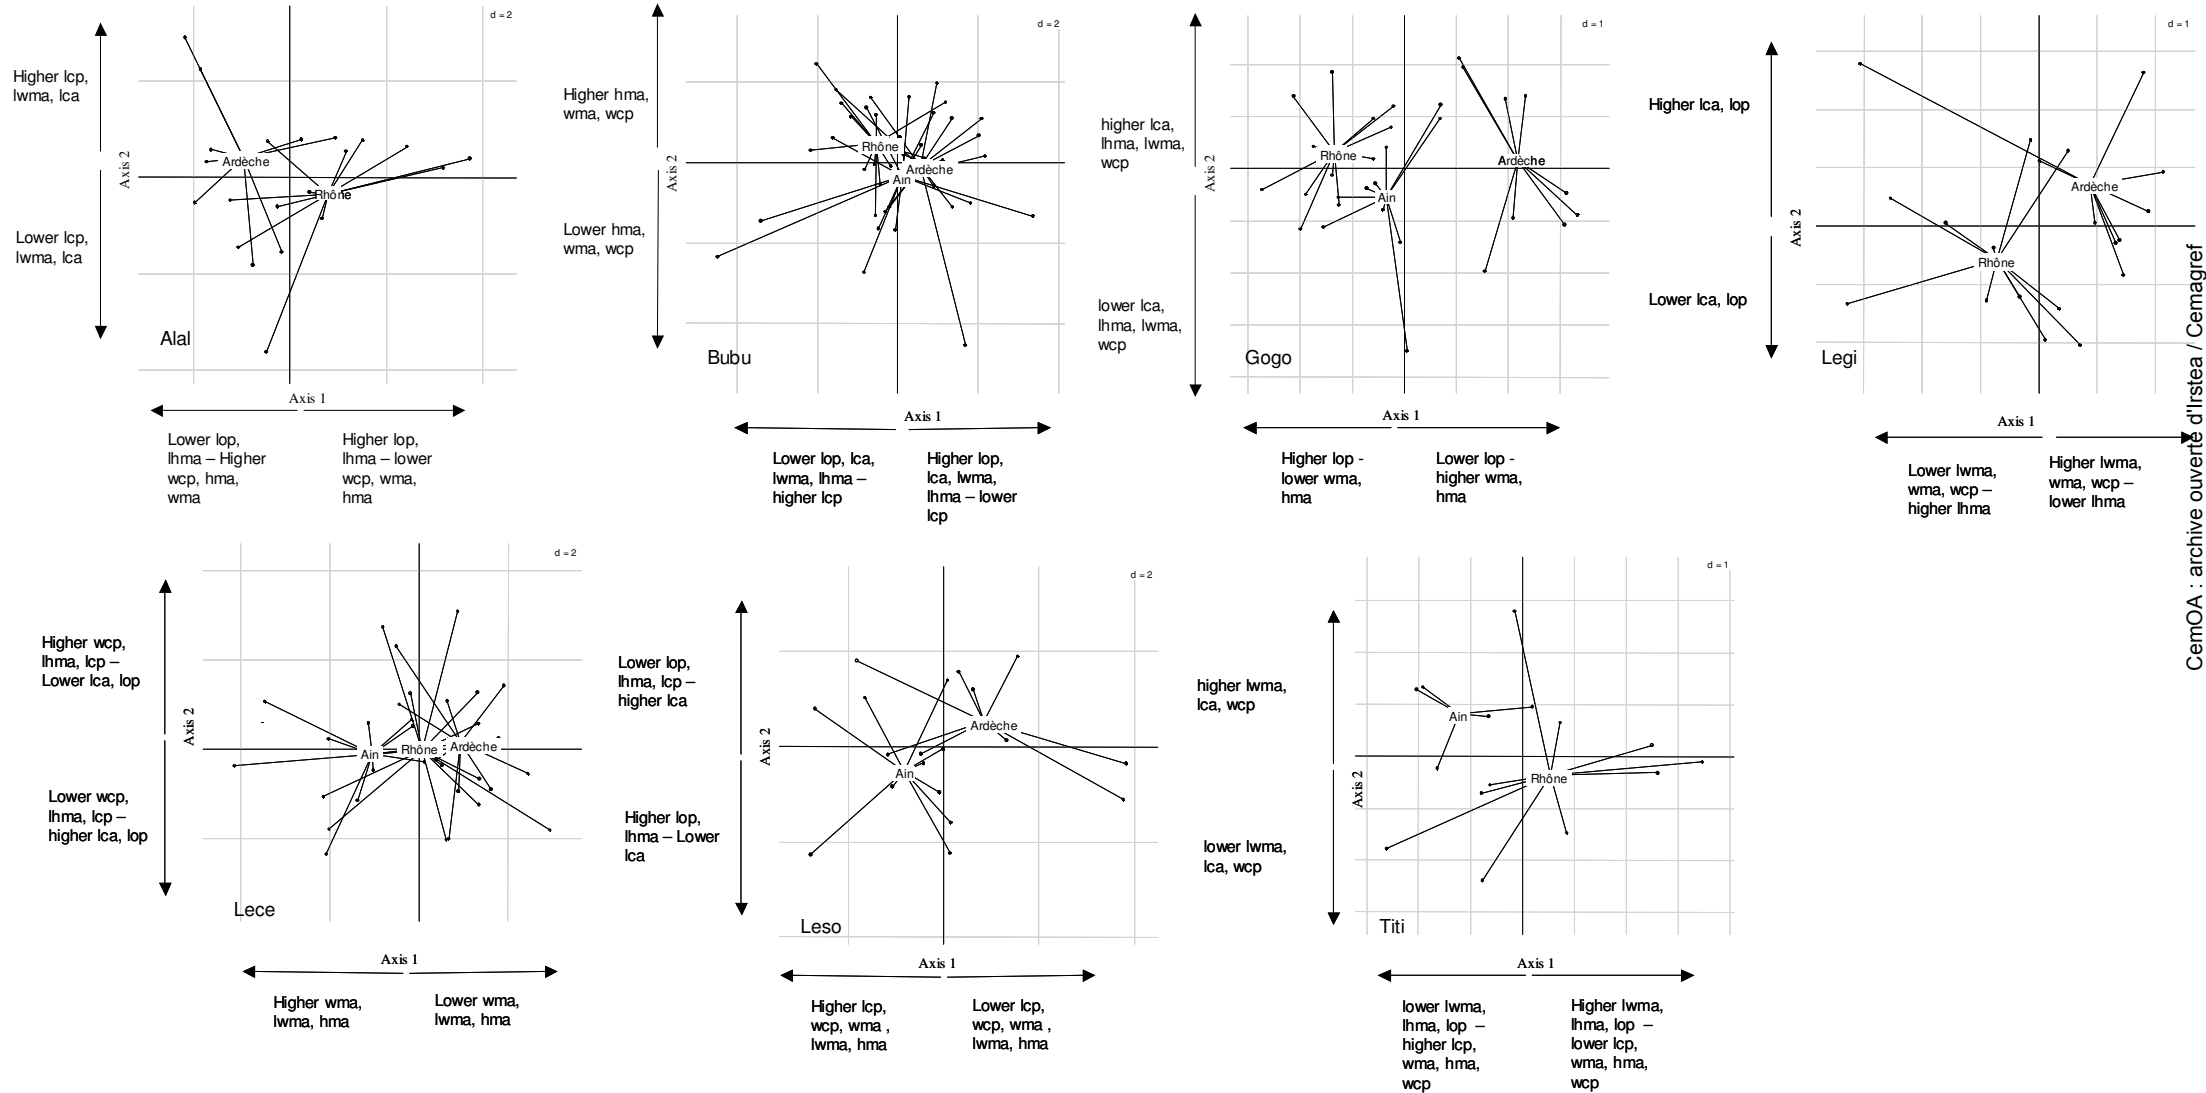 d = 2
Higher lcp,
lwma, lca
Axis 2
Ardèche
Rhône
Lower lcp,
lwma, lca
Alal
Axis 1
Lower lop,
lhma – Higher
wcp, hma,
wma
Higher lop,
lhma – lower
wcp, wma,
hma
d = 2
Higher hma,
wma, wcp
Axis 2
Rhône
Ardèche
Ain
Lower hma,
wma, wcp
Bubu
Axis 1
Lower lop, lca,
lwma, lhma –
higher lcp
Higher lop,
lca, lwma,
lhma – lower
lcp
d = 1
higher lca,
lhma, lwma,
wcp
Axis 2
Rhône
Ardèche
Ain
lower lca,
lhma, lwma,
wcp
Gogo
Axis 1
Higher lop -
lower wma,
hma
Lower lop -
higher wma,
hma
d = 1
Higher lca, lop
Axis 2
Ardèche
Rhône
Lower lca, lop
Legi
Axis 1
Lower lwma,
wma, wcp –
higher lhma
Higher lwma,
wma, wcp –
lower lhma
CemOA : archive ouverte d'Irstea / Cemagref
d = 2
Higher wcp,
lhma, lcp –
Lower lca, lop
Axis 2
Ain
Rhône
Ardèche
Lower wcp,
lhma, lcp –
higher lca, lop
Lece
Axis 1
Higher wma,
lwma, hma
Lower wma,
lwma, hma
d = 2
Lower lop,
lhma, lcp –
higher lca
Axis 2
Ardèche
Ain
Higher lop,
lhma – Lower
lca
Leso
Axis 1
Higher lcp,
wcp, wma ,
lwma, hma
Lower lcp,
wcp, wma ,
lwma, hma
d = 1
higher lwma,
lca, wcp
Ain
Axis 2
Rhône
lower lwma,
lca, wcp
Titi
Axis 1
lower lwma,
lhma, lop –
higher lcp,
wma, hma,
wcp
Higher lwma,
lhma, lop –
lower lcp,
wma, hma,
wcp